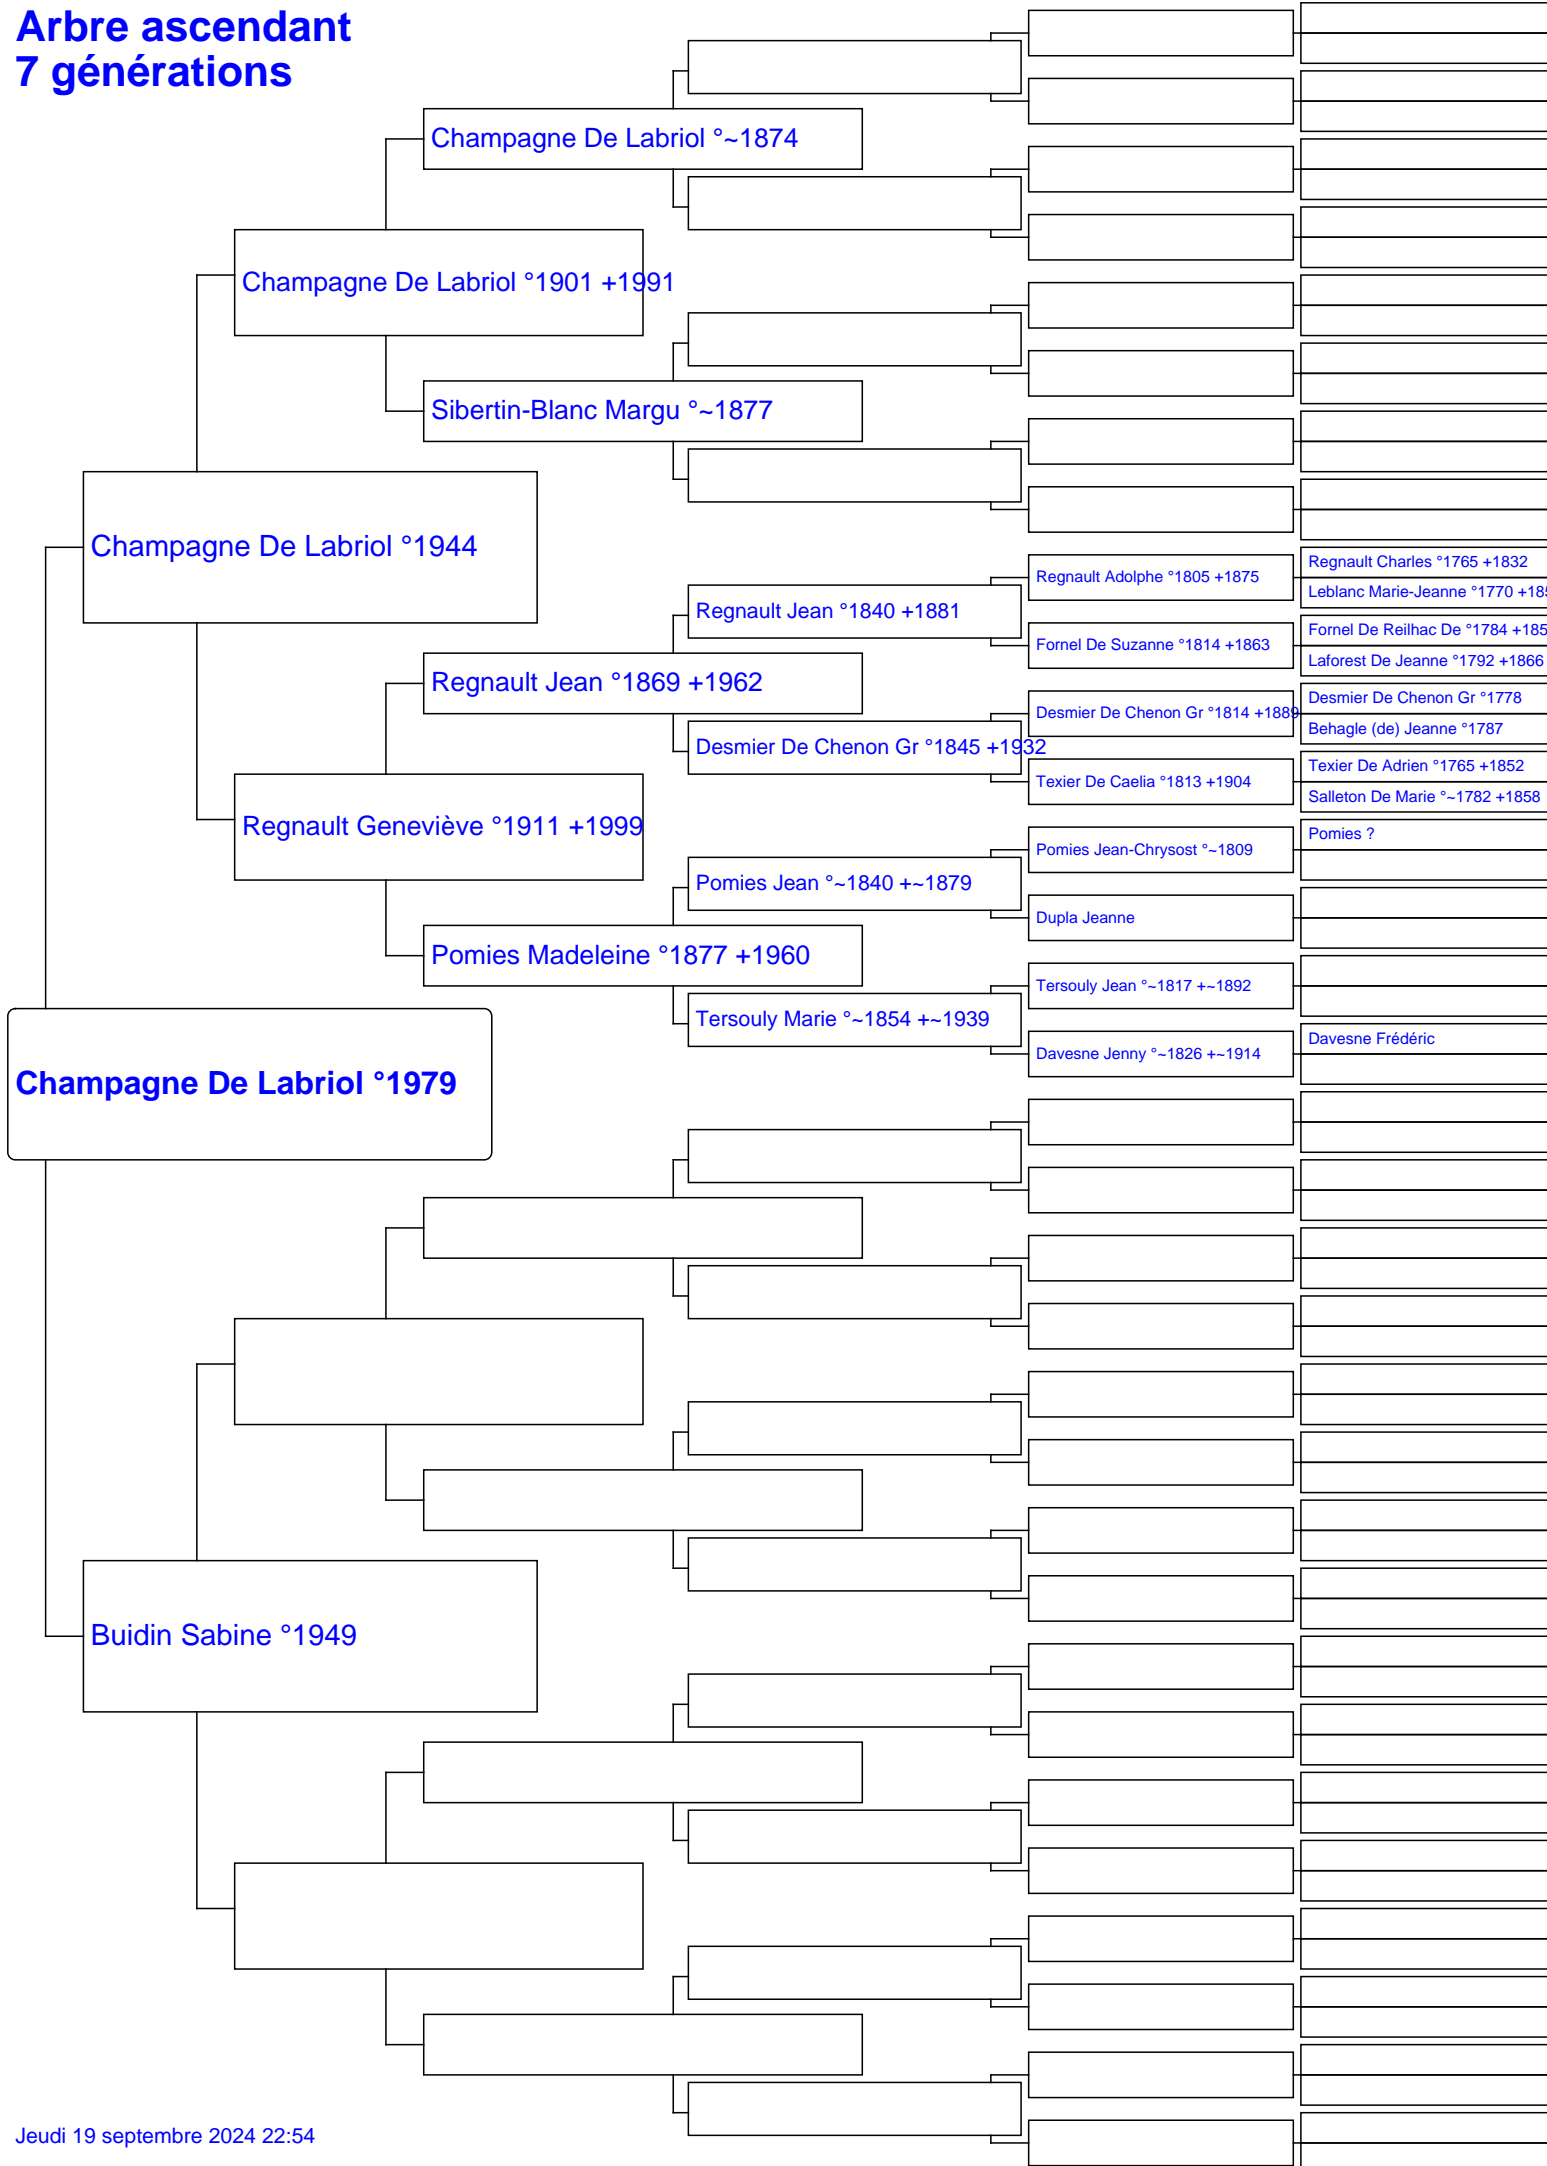 Arbre ascendant
7 générations
Champagne De Labriol °~1874
Champagne De Labriol °1901 +1991
Sibertin-Blanc Margu °~1877
Champagne De Labriol °1944
Regnault Charles °1765 +1832
Regnault Adolphe °1805 +1875
Leblanc Marie-Jeanne °1770 +185
Regnault Jean °1840 +1881
Fornel De Reilhac De °1784 +185
Fornel De Suzanne °1814 +1863
Laforest De Jeanne °1792 +1866
Regnault Jean °1869 +1962
Desmier De Chenon Gr °1778
Desmier De Chenon Gr °1814 +1889
Behagle (de) Jeanne °1787
Desmier De Chenon Gr °1845 +1932
Texier De Adrien °1765 +1852
Texier De Caelia °1813 +1904
Salleton De Marie °~1782 +1858
Regnault Geneviève °1911 +1999
Pomies ?
Pomies Jean-Chrysost °~1809
Pomies Jean °~1840 +~1879
Dupla Jeanne
Pomies Madeleine °1877 +1960
Tersouly Jean °~1817 +~1892
Tersouly Marie °~1854 +~1939
Davesne Frédéric
Davesne Jenny °~1826 +~1914
Champagne De Labriol °1979
Buidin Sabine °1949
Jeudi 19 septembre 2024 22:54